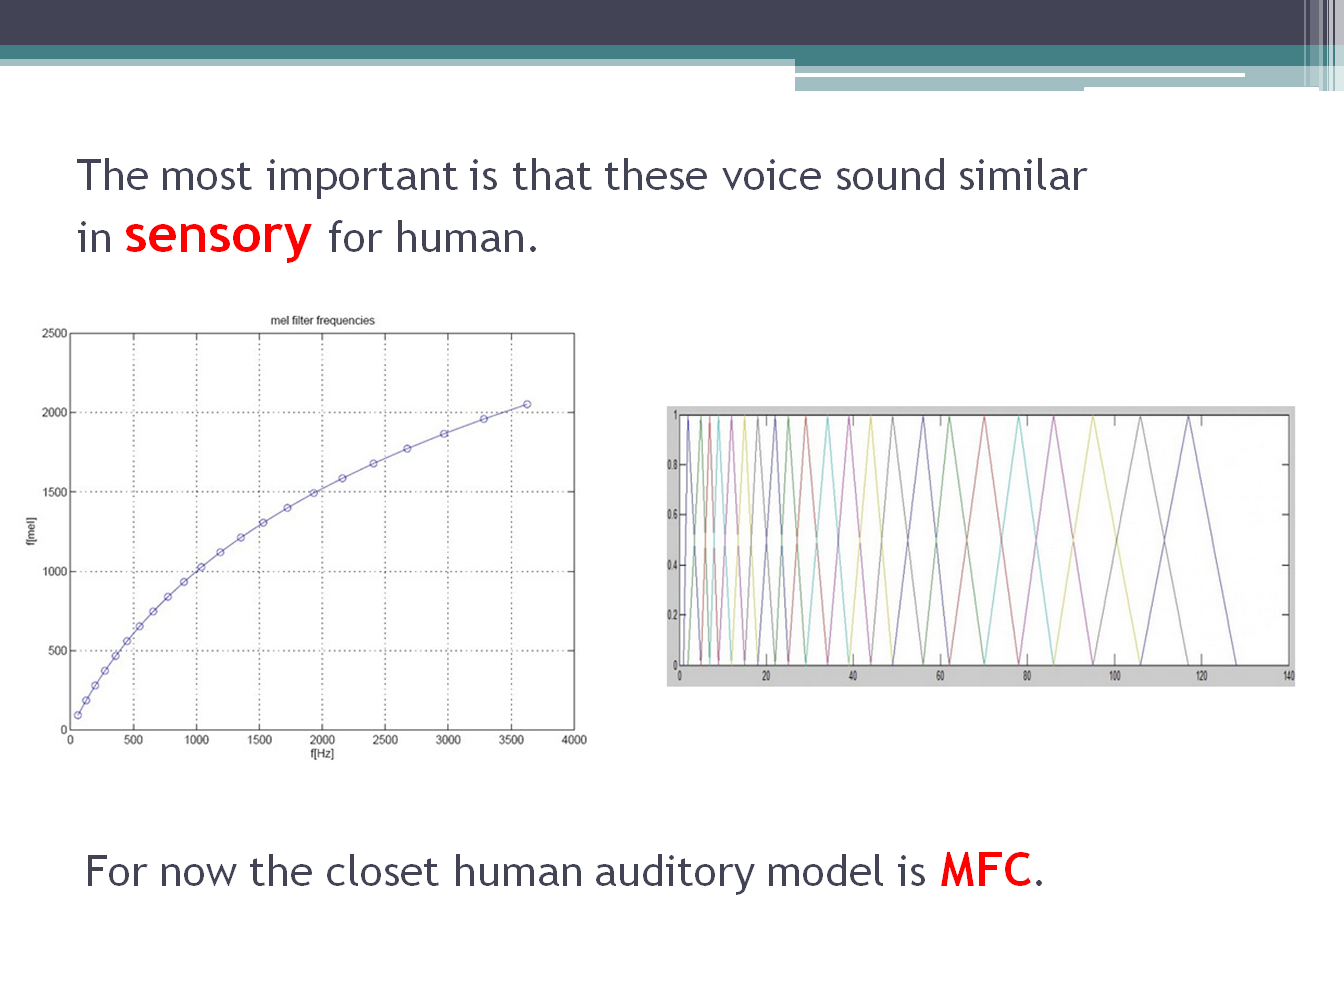 The most important is that these voice sound similar
in sensory for human.
mel filter frequencies
2500
2000
1500
1000
500
0
f[mel]
0 500 1000 1500 2000 2500 3000 3500 4000
f[Hz]
1
0.8
0.6
0.4
0.2
0
0 20 40 60 80 100 120 140
For now the closet human auditory model is MFC.